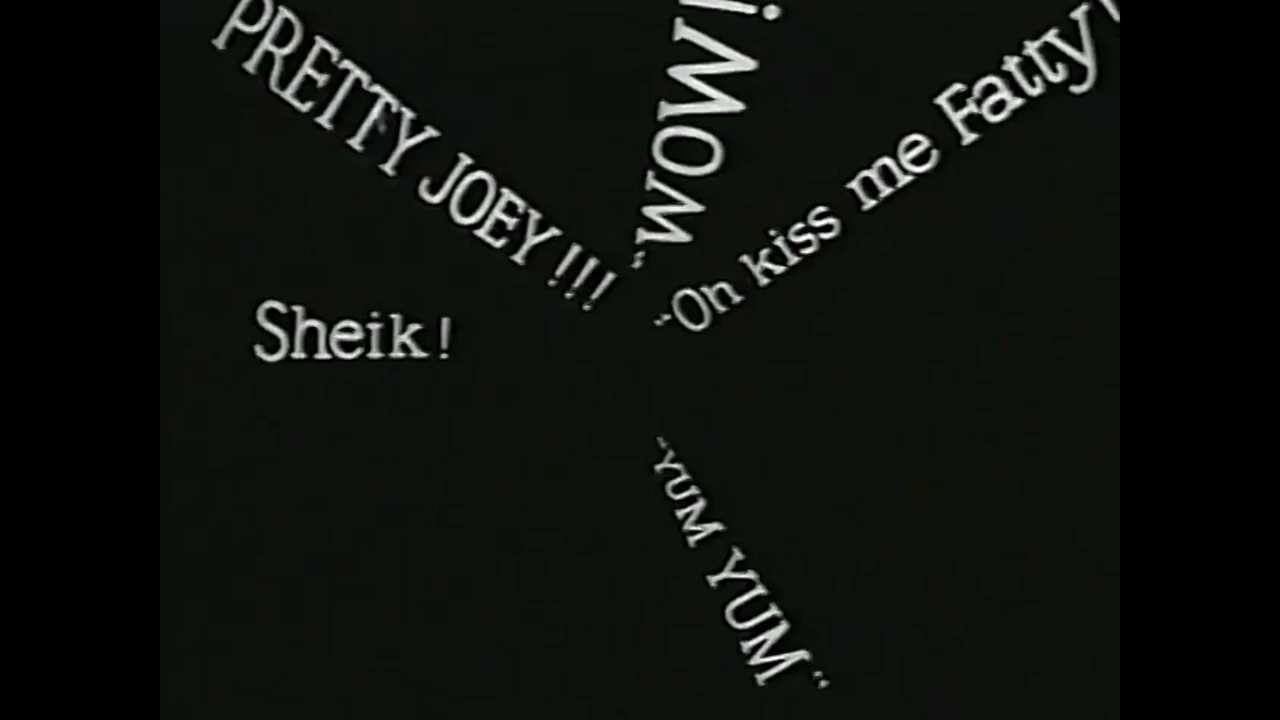 PRETTY JOEY !!!
"WOW!
"Oh kiss me Fatty!
Sheik!
"YUM YUM"